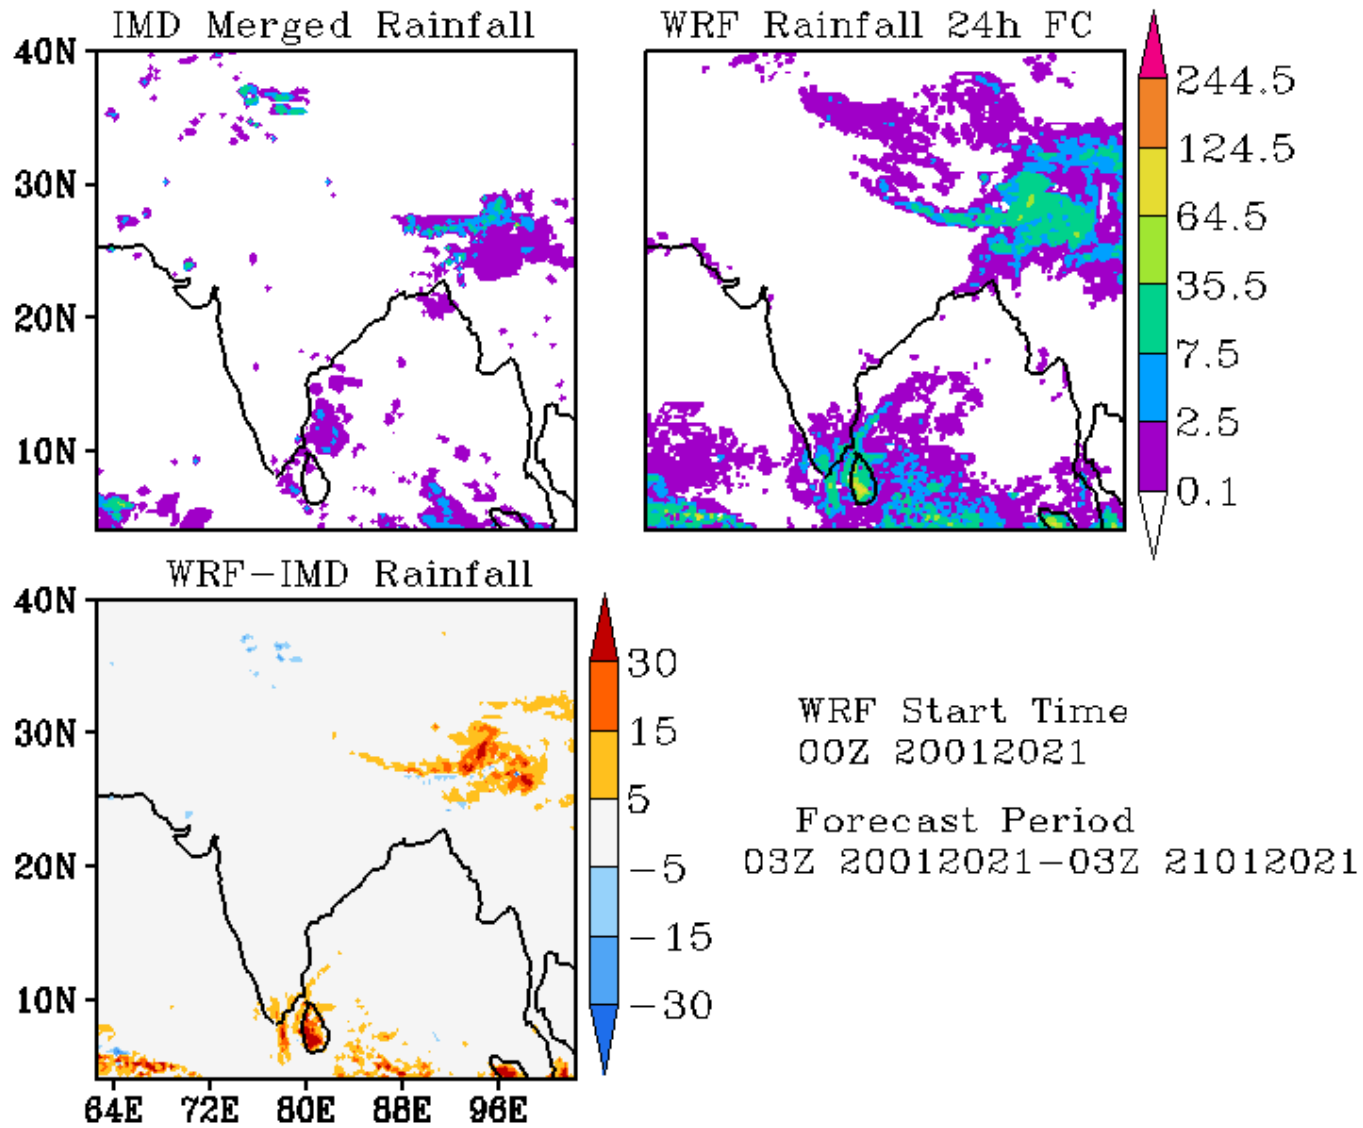 IMD Merged Rainfall
WRF Rainfall 24h FC
40N
30N
20N
10N
244.5
124.5
64.5
35.5
7.5
2.5
0.1
WRF-IMD Rainfall
40N
30N
20N
10N
64E 72E 80E 88E 96E
30
15
5
-5
-15
-30
WRF Start Time
00Z 20012021
Forecast Period
03Z 20012021-03Z 21012021